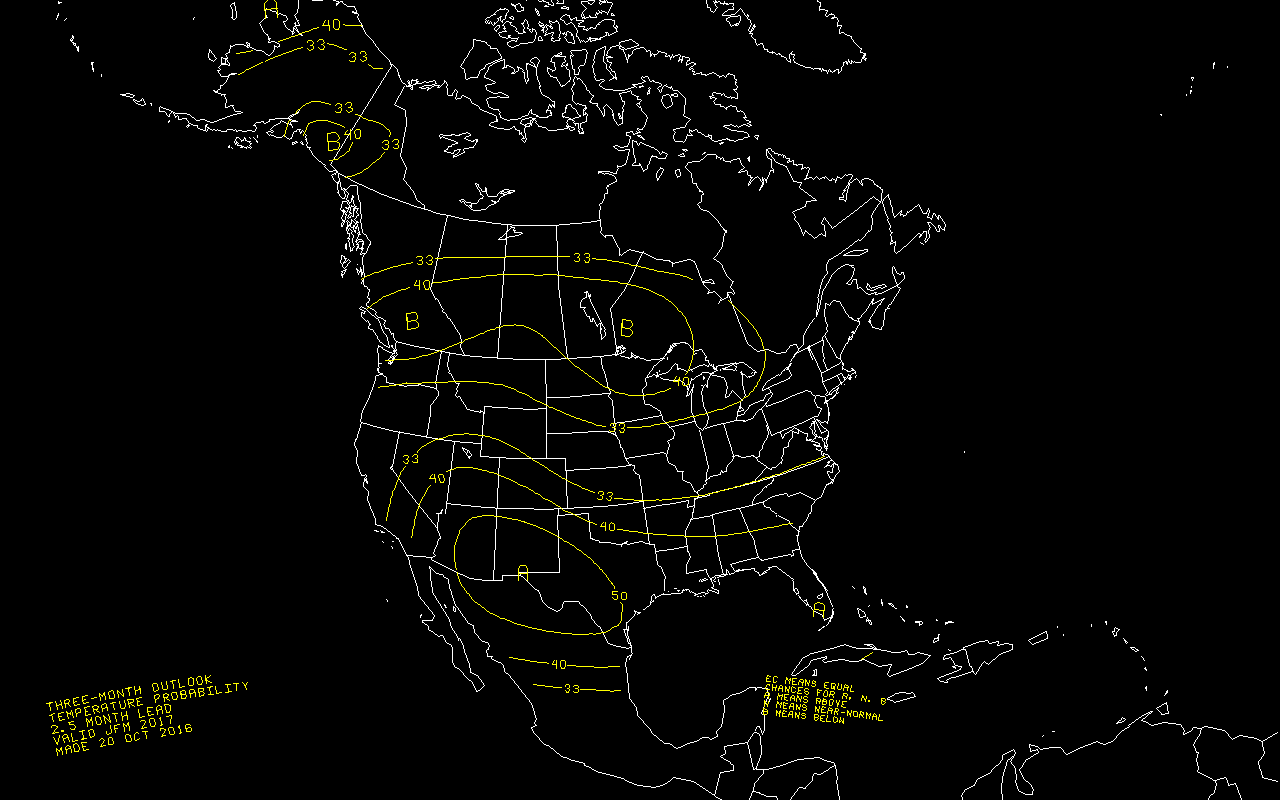 A
40
33
33
33
B
40
33
33
33
40
B
B
40
33
33
40
33
40
A
50
A
40
33
THREE-MONTH OUTLOOK
TEMPERATURE PROBABILITY
2.5 MONTH LEAD
VALID JFM 2017
MADE 20 OCT 2016
EC MEANS EQUAL
CHANCES FOR A, N, B
A MEANS ABOVE
N MEANS NEAR-NORMAL
B MEANS BELOW